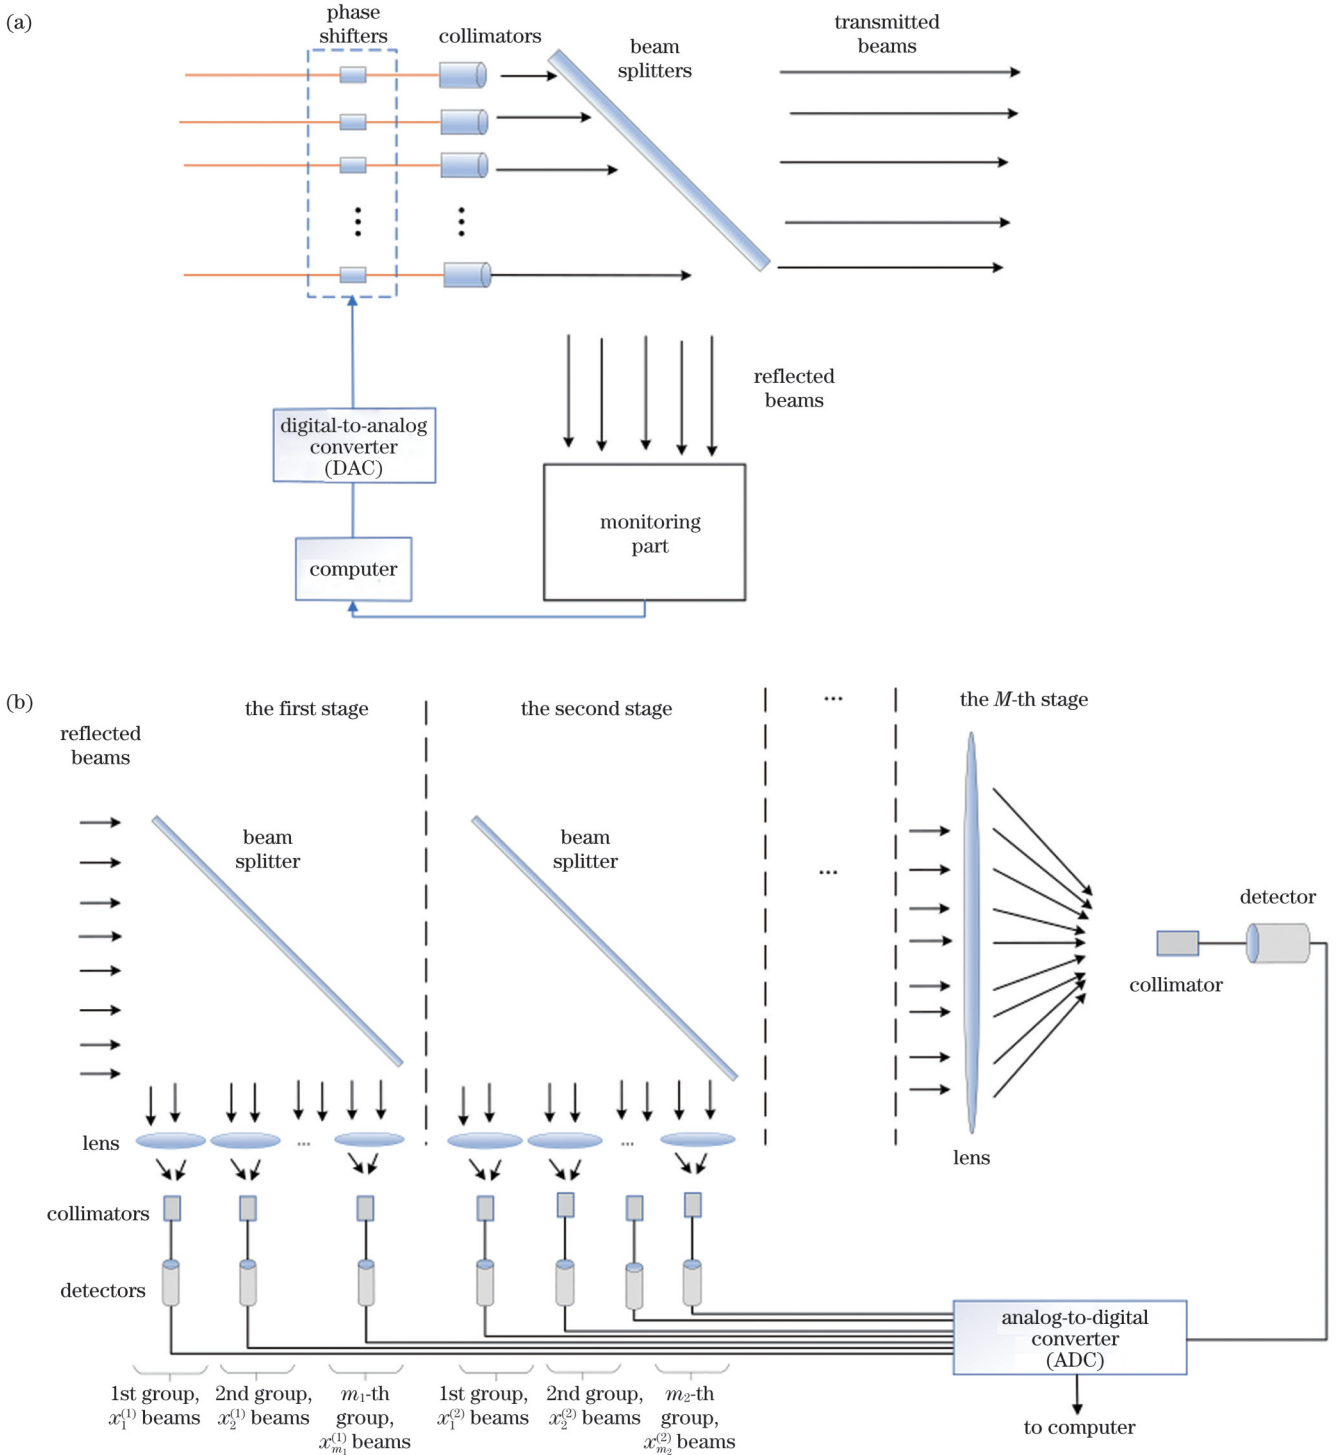 (a)
phase
shifters
collimators
beam
splitters
transmitted
beams
reflected
beams
digital-to-analog
converter
(DAC)
monitoring
part
computer
(b)
the first stage
the second stage
...
the M-th stage
reflected
beams
beam
splitter
beam
splitter
...
detector
collimator
lens
...
...
lens
collimators
detectors
analog-to-digital
converter
(ADC)
1st group,
x_1^(1) beams
2nd group,
x_2^(1) beams
m_1-th
group,
x_{m_1}^(1) beams
1st group,
x_1^(2) beams
2nd group,
x_2^(2) beams
m_2-th
group,
x_{m_2}^(2) beams
to computer